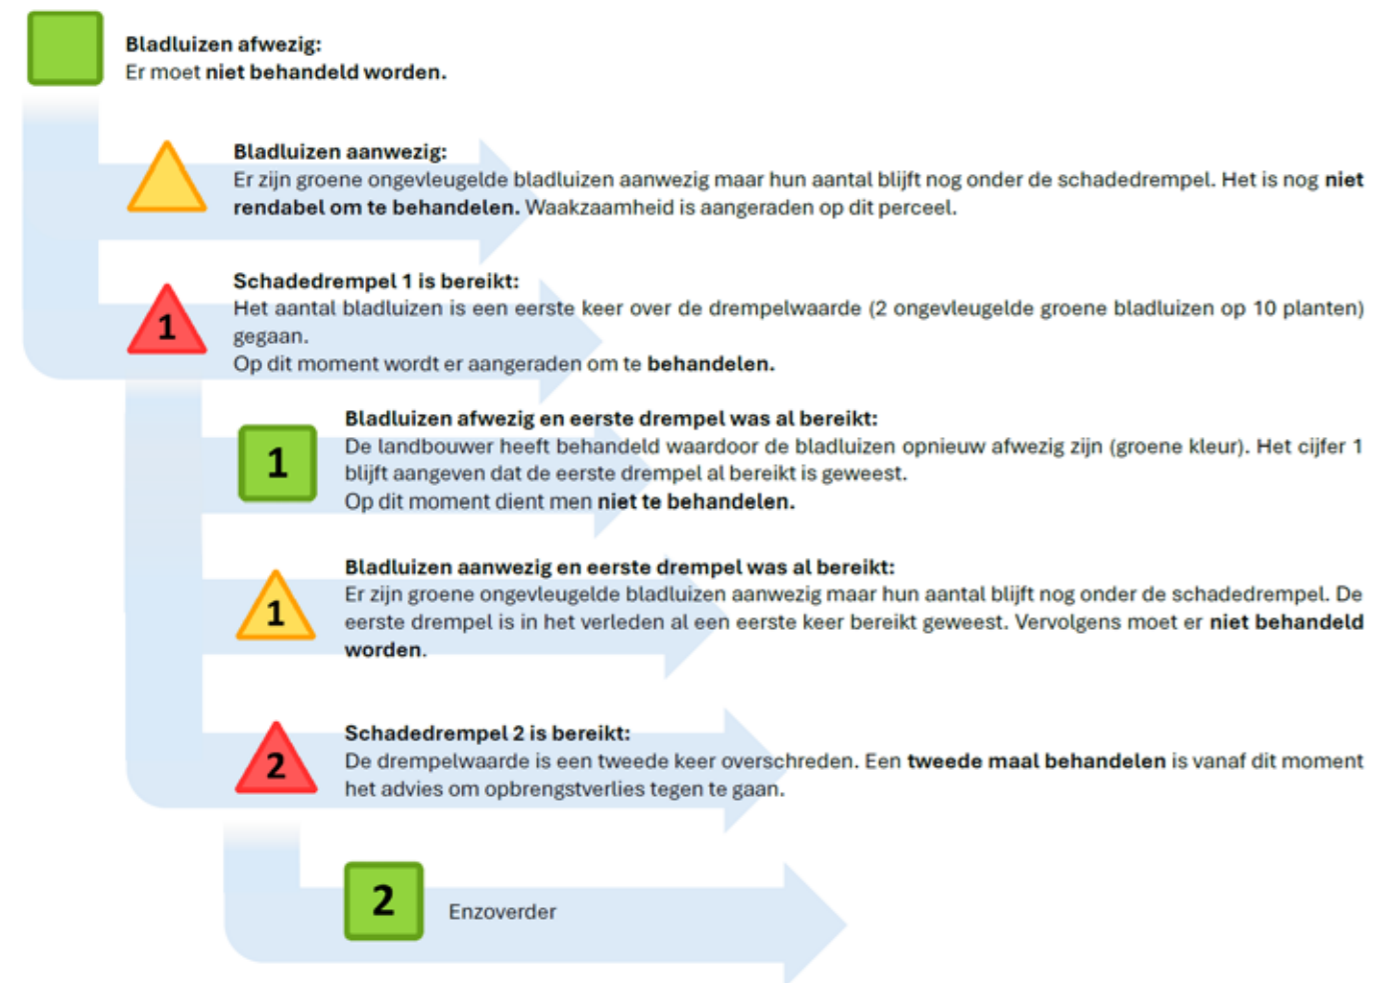 Bladluizen afwezig:
Er moet niet behandeld worden.
Bladluizen aanwezig:
Er zijn groene ongevleugelde bladluizen aanwezig maar hun aantal blijft nog onder de schadedrempel. Het is nog niet
rendabel om te behandelen. Waakzaamheid is aangeraden op dit perceel.
Schadedrempel 1 is bereikt:
1
Het aantal bladluizen is een eerste keer over de drempelwaarde (2 ongevleugelde groene bladluizen op 10 planten)
gegaan.
Op dit moment wordt er aangeraden om te behandelen.
Bladluizen afwezig en eerste drempel was al bereikt:
1
De landbouwer heeft behandeld waardoor de bladluizen opnieuw afwezig zijn (groene kleur). Het cijfer 1
blijft aangeven dat de eerste drempel al bereikt is geweest.
Op dit moment dient men niet te behandelen.
Bladluizen aanwezig en eerste drempel was al bereikt:
1
Er zijn groene ongevleugelde bladluizen aanwezig maar hun aantal blijft nog onder de schadedrempel. De
eerste drempel is in het verleden al een eerste keer bereikt geweest. Vervolgens moet er niet behandeld
worden.
Schadedrempel 2 is bereikt:
2
De drempelwaarde is een tweede keer overschreden. Een tweede maal behandelen is vanaf dit moment
het advies om opbrengstverlies tegen te gaan.
2
Enzoverder